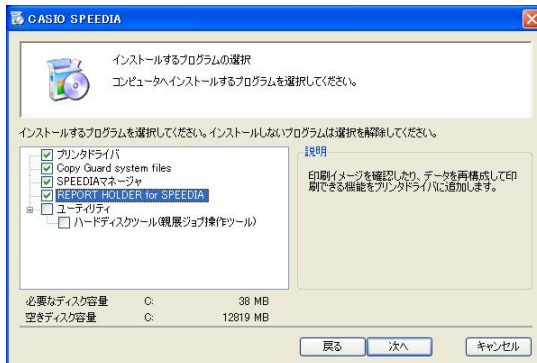 CASIO SPEEDIA
インストールするプログラムの選択
コンピュータへインストールするプログラムを選択してください。
インストールするプログラムを選択してください。インストールしないプログラムは選択を解除してください。
プリンタドライバ
Copy Guard system files
SPEEDIAマネージャ
REPORT HOLDER for SPEEDIA
ユーティリティ
ハードディスクツール(親展ジョブ操作ツール)
説明
印刷イメージを確認したり、データを再構成して印
刷できる機能をプリンタドライバに追加します。
必要なディスク容量 C: 38 MB
空きディスク容量 C: 12819 MB
戻る 次へ キャンセル